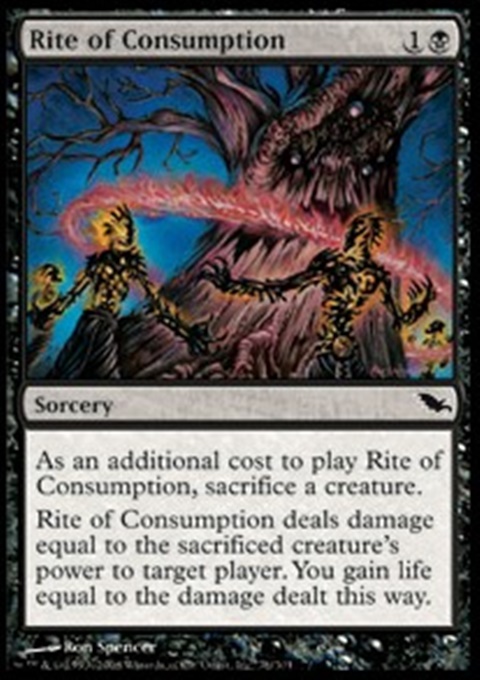 Rite of Consumption 1
Sorcery
As an additional cost to play Rite of
Consumption, sacrifice a creature.
Rite of Consumption deals damage
equal to the sacrificed creature's
power to target player. You gain life
equal to the damage dealt this way.
Ron Spencer